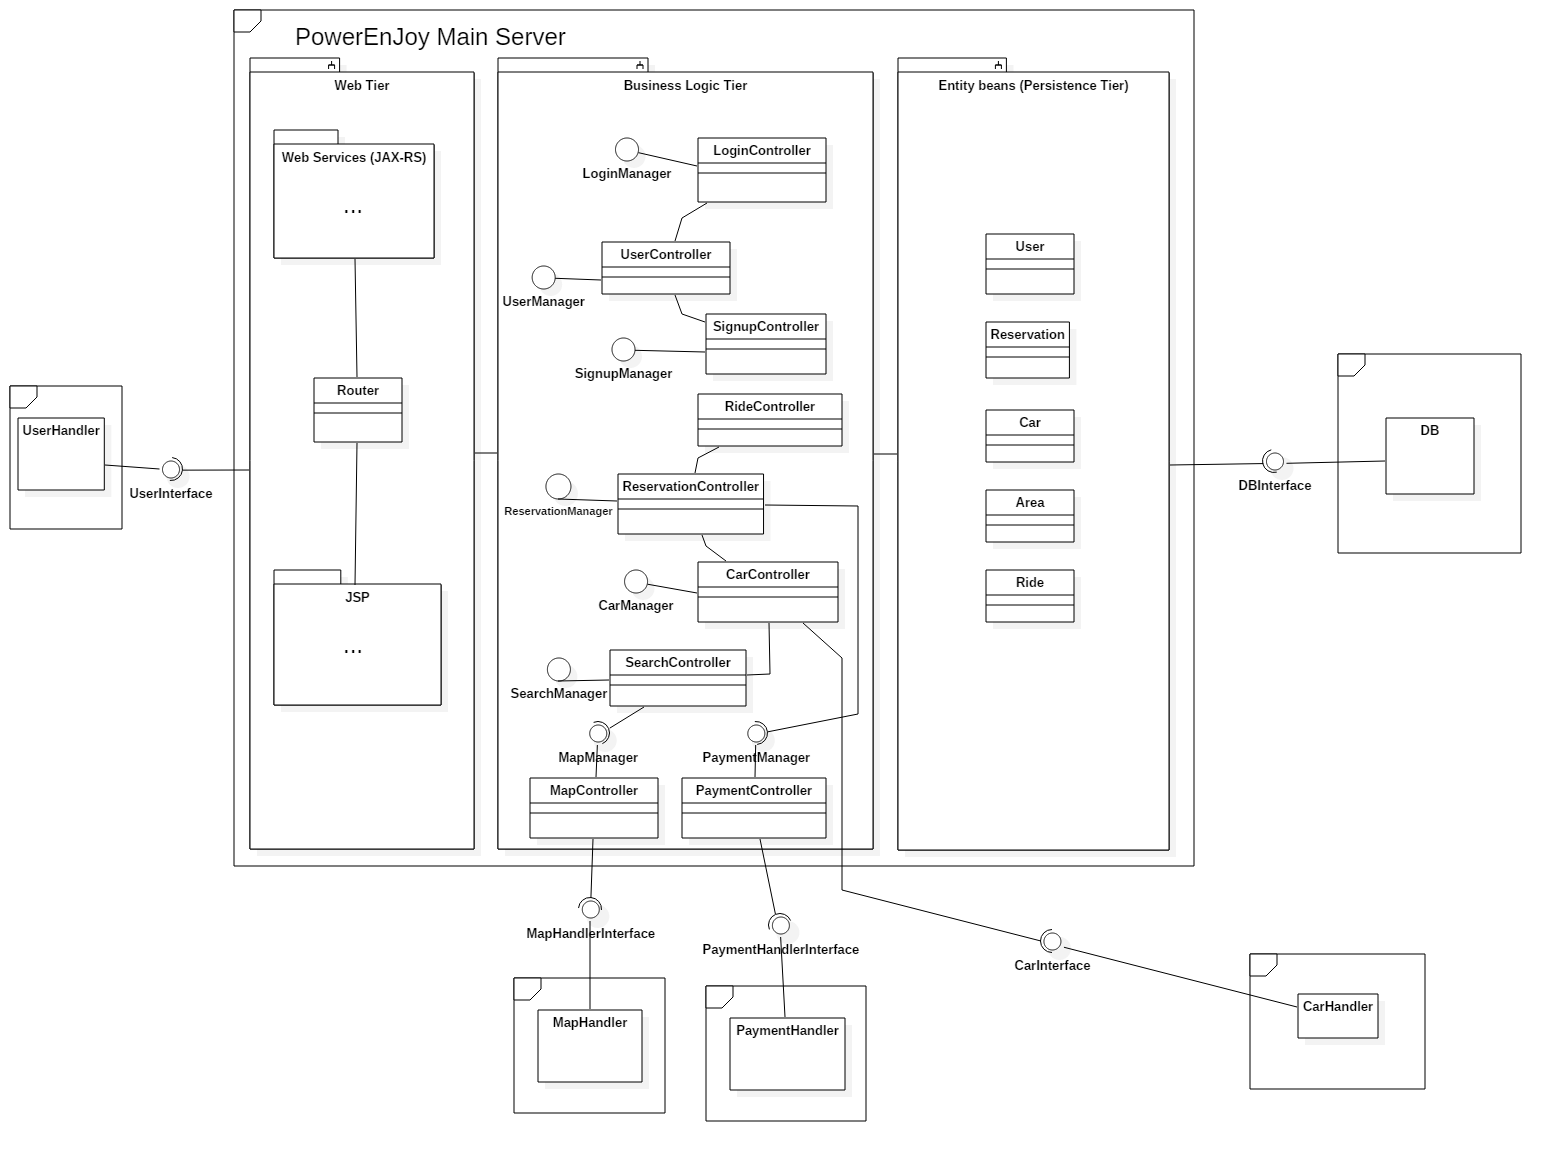 PowerEnJoy Main Server
Web Tier
Business Logic Tier
Entity beans (Persistence Tier)
Web Services (JAX-RS)
...
Router
JSP
...
UserHandler
UserInterface
LoginManager
LoginController
UserController
UserManager
SignupController
SignupManager
RideController
ReservationController
ReservationManager
CarController
CarManager
SearchController
SearchManager
MapManager
PaymentManager
MapController
PaymentController
User
Reservation
Car
Area
Ride
DBInterface
DB
MapHandlerInterface
PaymentHandlerInterface
CarInterface
MapHandler
PaymentHandler
CarHandler